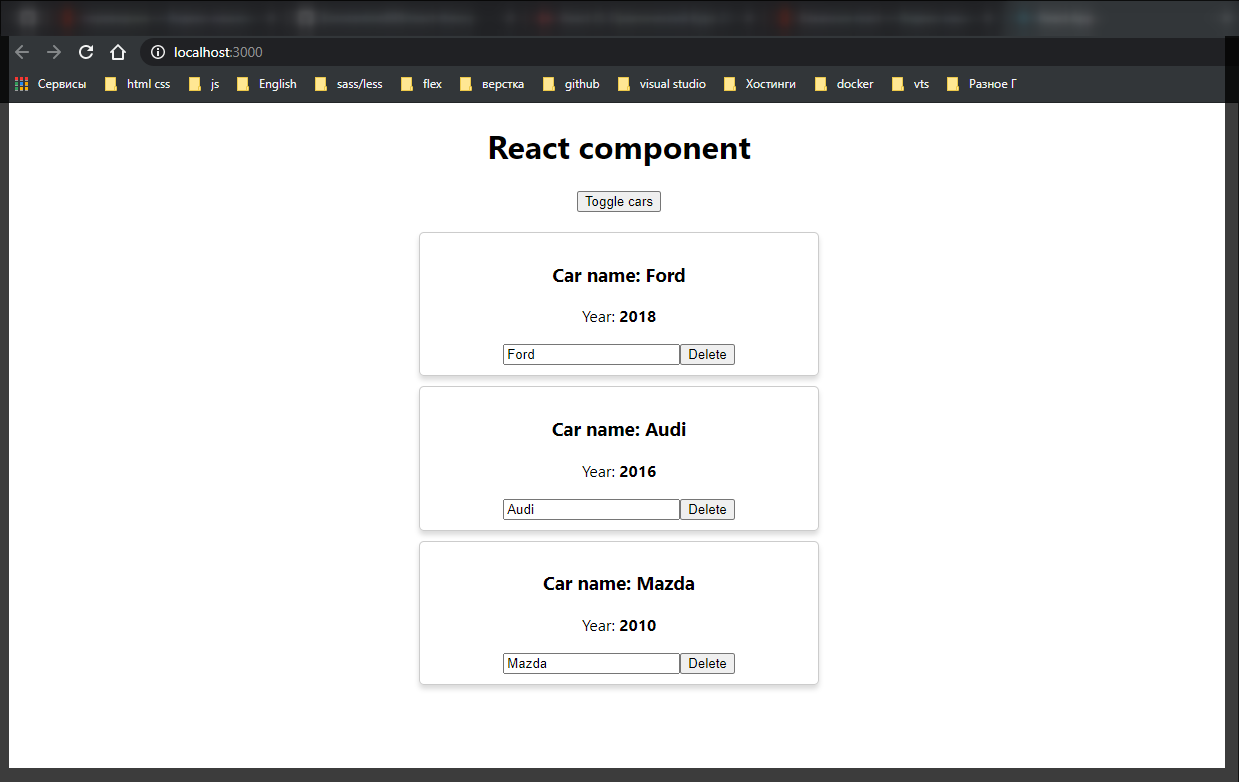 localhost:3000
Сервисы html css js English sass/less flex верстка github visual studio Хостинги docker vts Разное Г
React component
Toggle cars
Car name: Ford
Year: 2018
Ford Delete
Car name: Audi
Year: 2016
Audi Delete
Car name: Mazda
Year: 2010
Mazda Delete